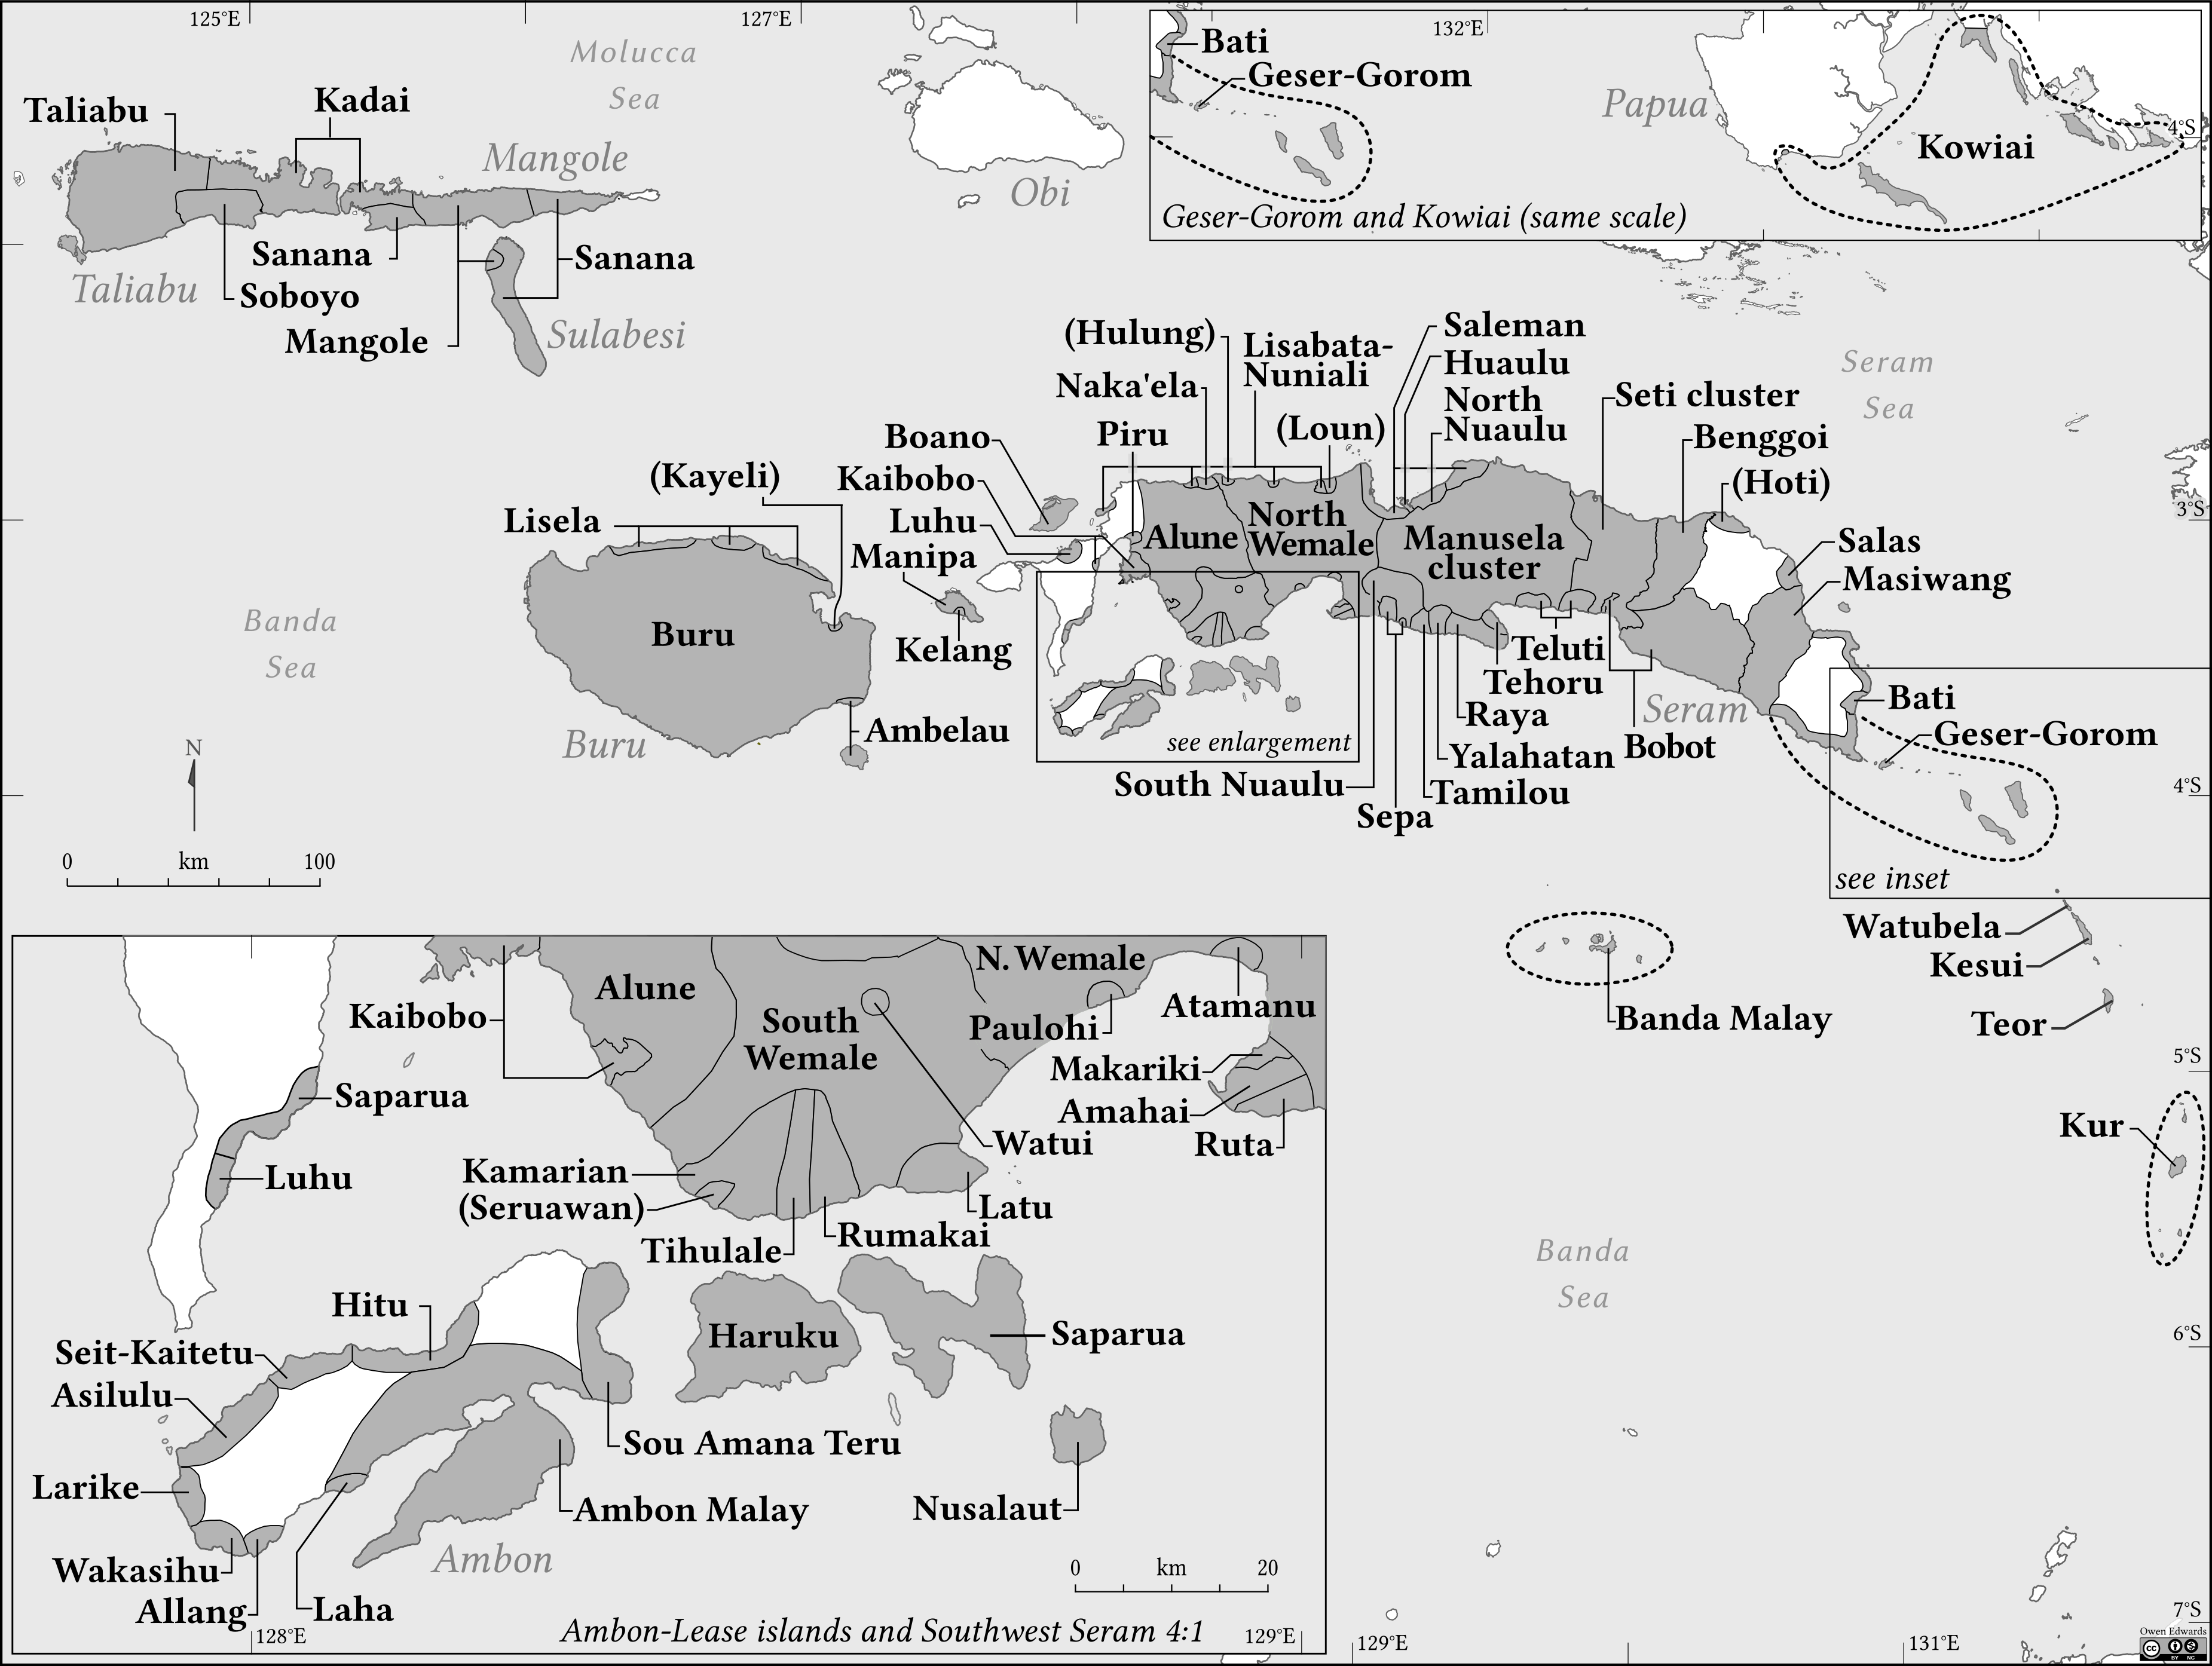 125°E
127°E
132°E
Molucca
Sea
Bati
Geser-Gorom
Papua
4°S
Kowiai
Geser-Gorom and Kowiai (same scale)
Taliabu
Kadai
Mangole
Obi
Sanana
Sanana
Soboyo
Taliabu
Mangole
Sulabesi
(Hulung)
Lisabata-
Nuniali
Naka'ela
Piru
(Loun)
Saleman
Huaulu
North
Nuaulu
Seti cluster
Benggoi
(Hoti)
Seram
Sea
3°S
Boano
(Kayeli)
Kaibobo
Lisela
Luhu
Manipa
Alune
North
Wemale
Manusela
cluster
Salas
Masiwang
Banda
Sea
Buru
Kelang
Teluti
Tehoru
Raya
Seram
Bobot
Yalahatan
Tamilou
Bati
Geser-Gorom
Ambelau
Buru
see enlargement
South Nuaulu
Sepa
4°S
see inset
N
0 km 100
Watubela
Kesui
Banda Malay
Teor
5°S
Kur
Banda
Sea
6°S
7°S
Kaibobo
Alune
N. Wemale
South
Wemale
Paulohi
Atamanu
Makariki
Amahai
Ruta
Saparua
Luhu
Watui
Kamarian
(Seruawan)
Latu
Tihulale
Rumakai
Hitu
Haruku
Saparua
Seit-Kaitetu
Asilulu
Sou Amana Teru
Larike
Ambon Malay
Nusalaut
Wakasihu
Ambon
Allang
Laha
0 km 20
Ambon-Lease islands and Southwest Seram 4:1
128°E
129°E
129°E
131°E
Owen Edwards
cc
BY NC